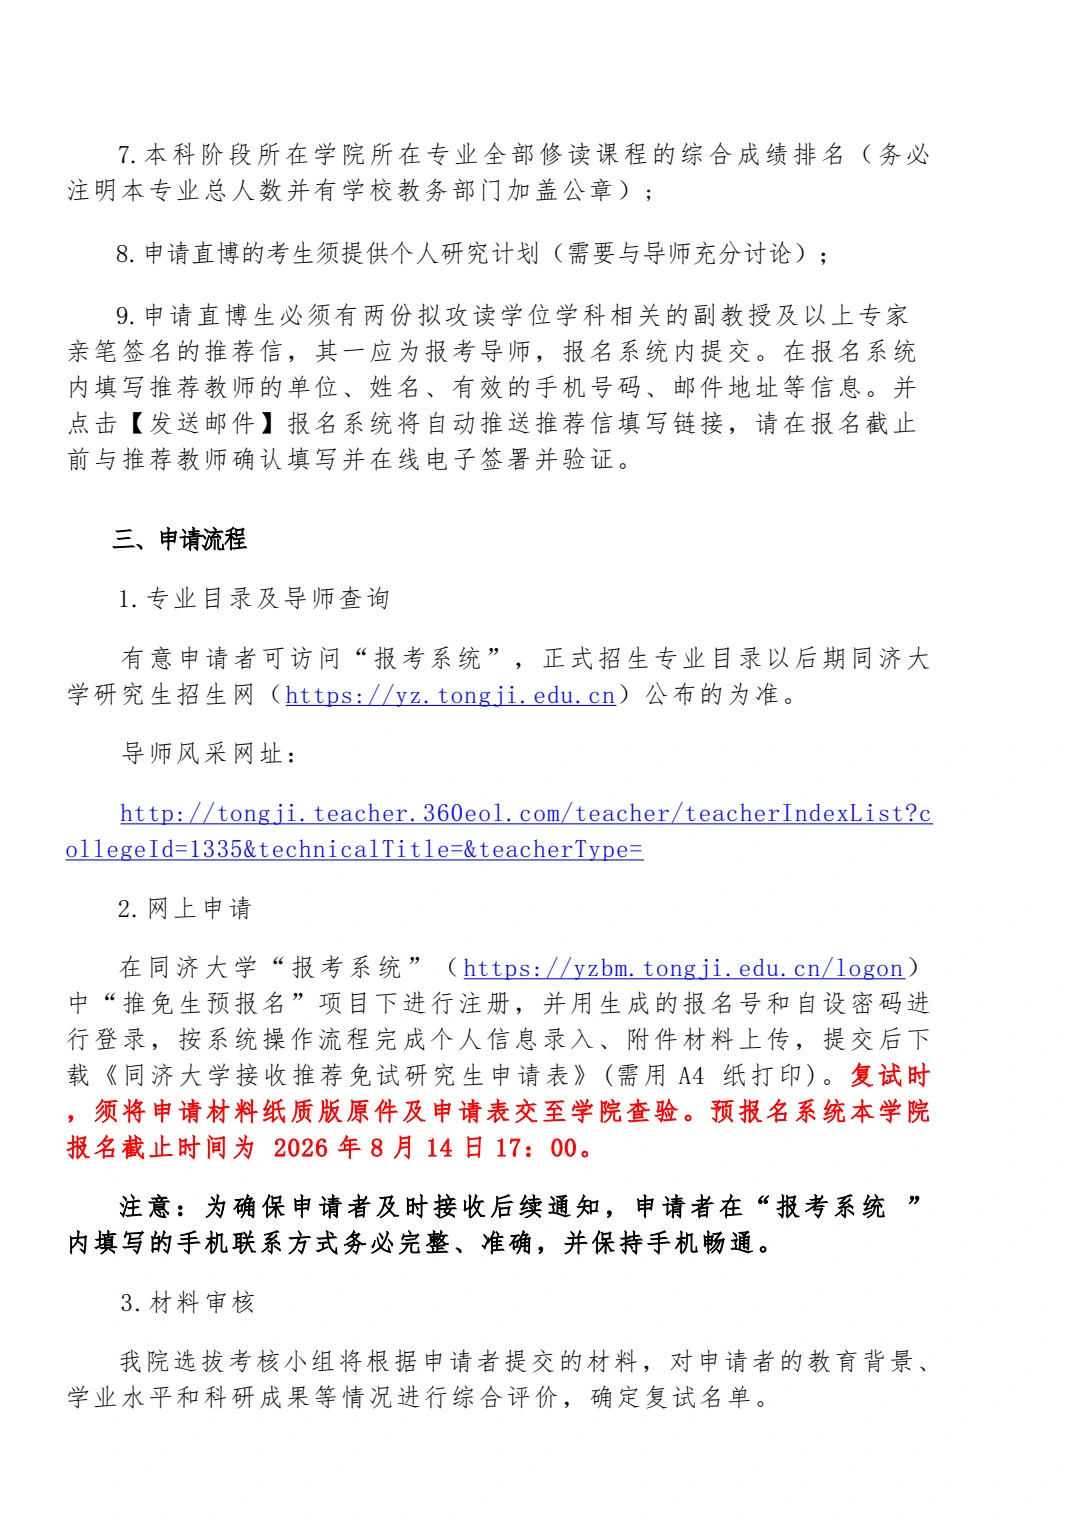 7.本科阶段所在学院所在专业全部修读课程的综合成绩排名（务必
注明本专业总人数并有学校教务部门加盖公章）;
8.申请直博的考生须提供个人研究计划（需要与导师充分讨论）;
9.申请直博生必须有两份拟攻读学位学科相关的副教授及以上专家
亲笔签名的推荐信，其一应为报考导师，报名系统内提交。在报名系统
内填写推荐教师的单位、姓名、有效的手机号码、邮件地址等信息。并
点击【发送邮件】报名系统将自动推送推荐信填写链接，请在报名截止
前与推荐教师确认填写并在线电子签署并验证。
三、申请流程
1.专业目录及导师查询
有意申请者可访问“报考系统”，正式招生专业目录以后期同济大
学研究生招生网（https://yz.tongji.edu.cn）公布的为准。
导师风采网址:
http://tongji.teacher.360eol.com/teacher/teacherIndexList?c
ollegeId=1335&technicalTitle=&teacherType=
2.网上申请
在同济大学“报考系统”（https://yzbm.tongji.edu.cn/logon）
中“推免生预报名”项目下进行注册，并用生成的报名号和自设密码进
行登录，按系统操作流程完成个人信息录入、附件材料上传，提交后下
载《同济大学接收推荐免试研究生申请表》(需用 A4 纸打印)。复试时
，须将申请材料纸质版原件及申请表交至学院查验。预报名系统本学院
报名截止时间为 2026 年 8 月 14 日 17：00。
注意：为确保申请者及时接收后续通知，申请者在“报考系统 ”
内填写的手机联系方式务必完整、准确，并保持手机畅通。
3.材料审核
我院选拔考核小组将根据申请者提交的材料，对申请者的教育背景、
学业水平和科研成果等情况进行综合评价，确定复试名单。